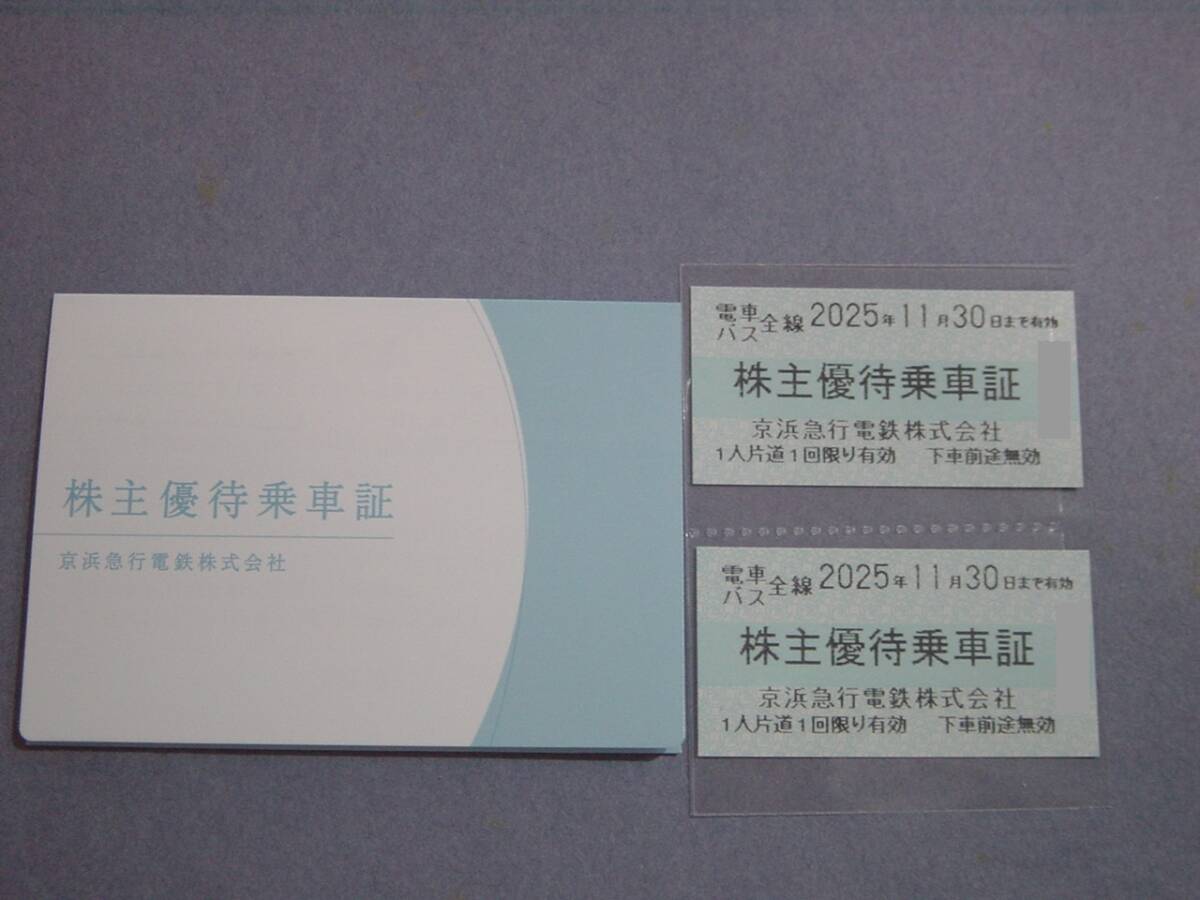 株主優待乗車証
京浜急行電鉄株式会社
電車バス全線2025年11月30日まで有効
株主優待乗車証
京浜急行電鉄株式会社
1人片道1回限り有効 下車前途無効
電車バス全線2025年11月30日まで有効
株主優待乗車証
京浜急行電鉄株式会社
1人片道1回限り有効 下車前途無効